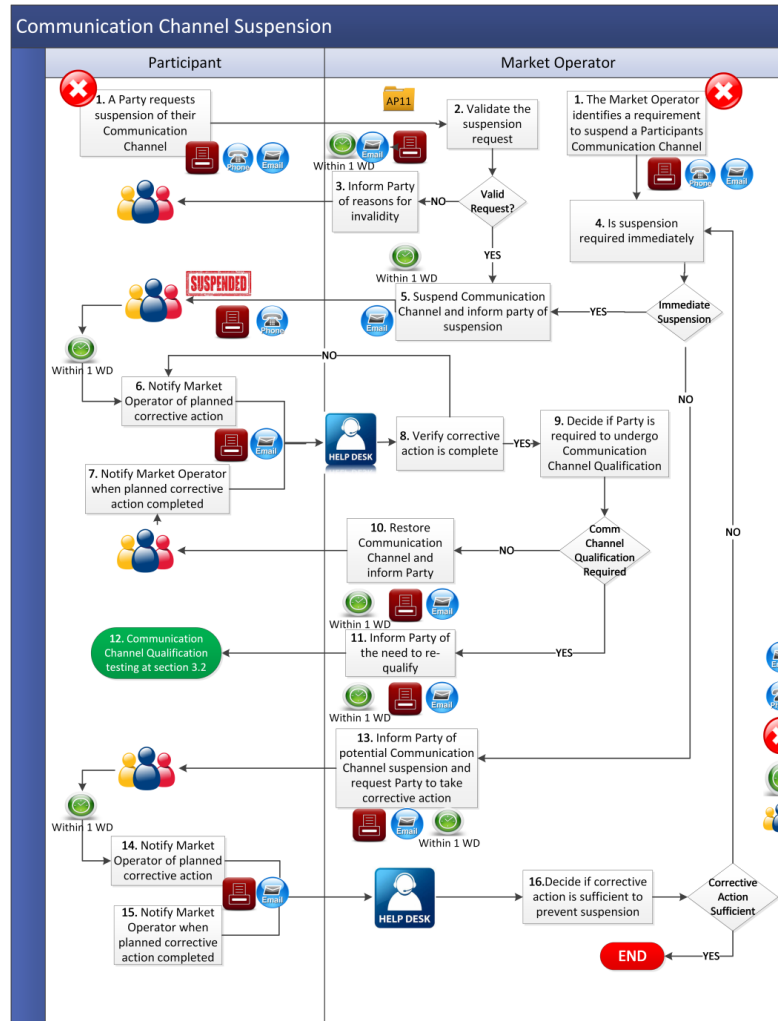 Communication Channel Suspension
Participant
Market Operator
1. A Party requests
suspension of their
Communication
Channel
Phone
Email
AP11
2. Validate the
suspension
request
1. The Market Operator
identifies a requirement
to suspend a Participants
Communication Channel
Phone
Email
Within 1 WD
Email
3. Inform Party
of reasons for
invalidity
NO
Valid
Request?
YES
4. Is suspension
required immediately
Within 1 WD
SUSPENDED
Phone
Email
5. Suspend Communication
Channel and inform party
of suspension
YES
Immediate
Suspension
Within 1 WD
NO
6. Notify Market
Operator of planned
corrective action
NO
Email
HELP DESK
8. Verify corrective
action is complete
YES
9. Decide if Party is
required to undergo
Communication
Channel Qualification
7. Notify Market Operator
when planned corrective
action completed
10. Restore
Communication
Channel and
inform Party
NO
Comm
Channel
Qualification
Required
NO
Within 1 WD
Email
12. Communication
Channel Qualification
testing at section 3.2
11. Inform Party of
the need to re-
qualify
YES
Within 1 WD
Email
13. Inform Party of
potential Communication
Channel suspension and
request Party to take
corrective action
Within 1 WD
Email
Within 1 WD
14. Notify Market
Operator of planned
corrective action
Email
HELP DESK
16.Decide if corrective
action is sufficient to
prevent suspension
Corrective
Action
Sufficient
15. Notify Market
Operator when
planned corrective
action completed
END
YES